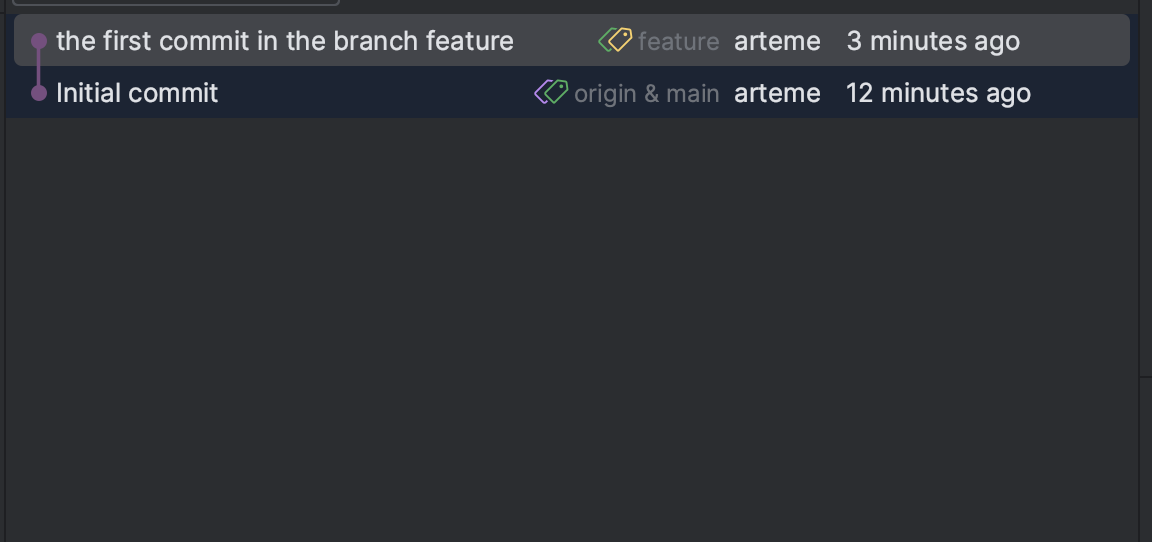 the first commit in the branch feature feature arteme 3 minutes ago
Initial commit origin & main arteme 12 minutes ago